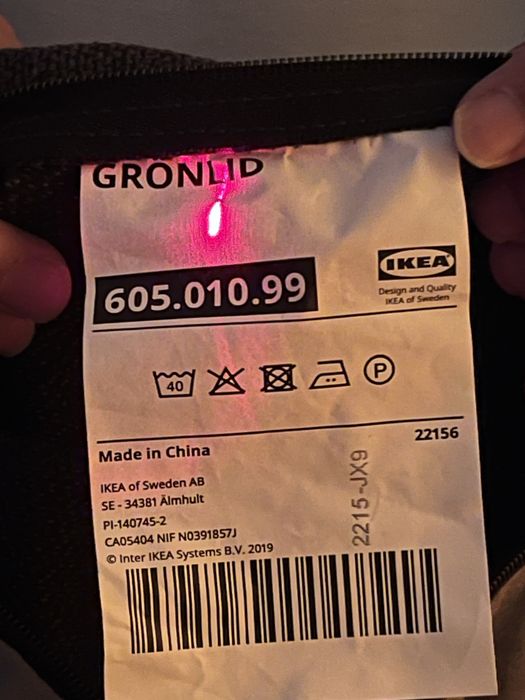 GRÖNLID
605.010.99
IKEA
Design and Quality
IKEA of Sweden
40
P
22156
Made in China
IKEA of Sweden AB
SE - 34381 Älmhult
PI-140745-2
CA05404 NIF N0391857J
© Inter IKEA Systems B.V. 2019
2215-JX9